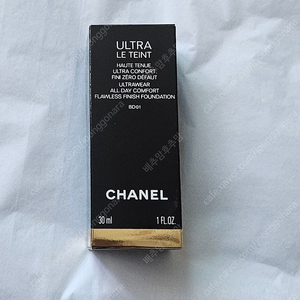 ULTRA
LE TEINT
HAUTE TENUE
ULTRA CONFORT
FINI ZÉRO DÉFAUT
ULTRAWEAR
ALL-DAY COMFORT
FLAWLESS FINISH FOUNDATION
BD01
CHANEL
30 ml
1 FL.OZ.